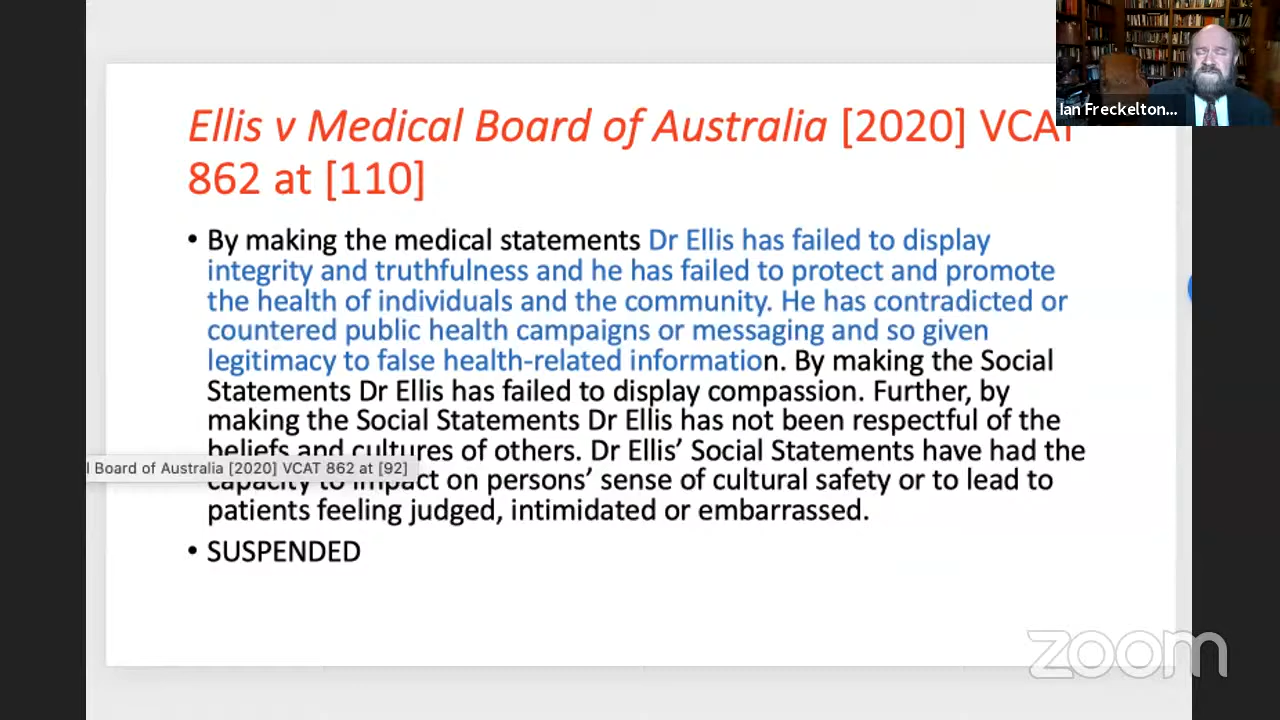 Ian Freckelton...
Ellis v Medical Board of Australia [2020] VCAT
862 at [110]
• By making the medical statements Dr Ellis has failed to display
integrity and truthfulness and he has failed to protect and promote
the health of individuals and the community. He has contradicted or
countered public health campaigns or messaging and so given
legitimacy to false health-related information. By making the Social
Statements Dr Ellis has failed to display compassion. Further, by
making the Social Statements Dr Ellis has not been respectful of the
beliefs and cultures of others. Dr Ellis’ Social Statements have had the
l Board of Australia [2020] VCAT 862 at [92]
capacity to impact on persons’ sense of cultural safety or to lead to
patients feeling judged, intimidated or embarrassed.
• SUSPENDED
zoom